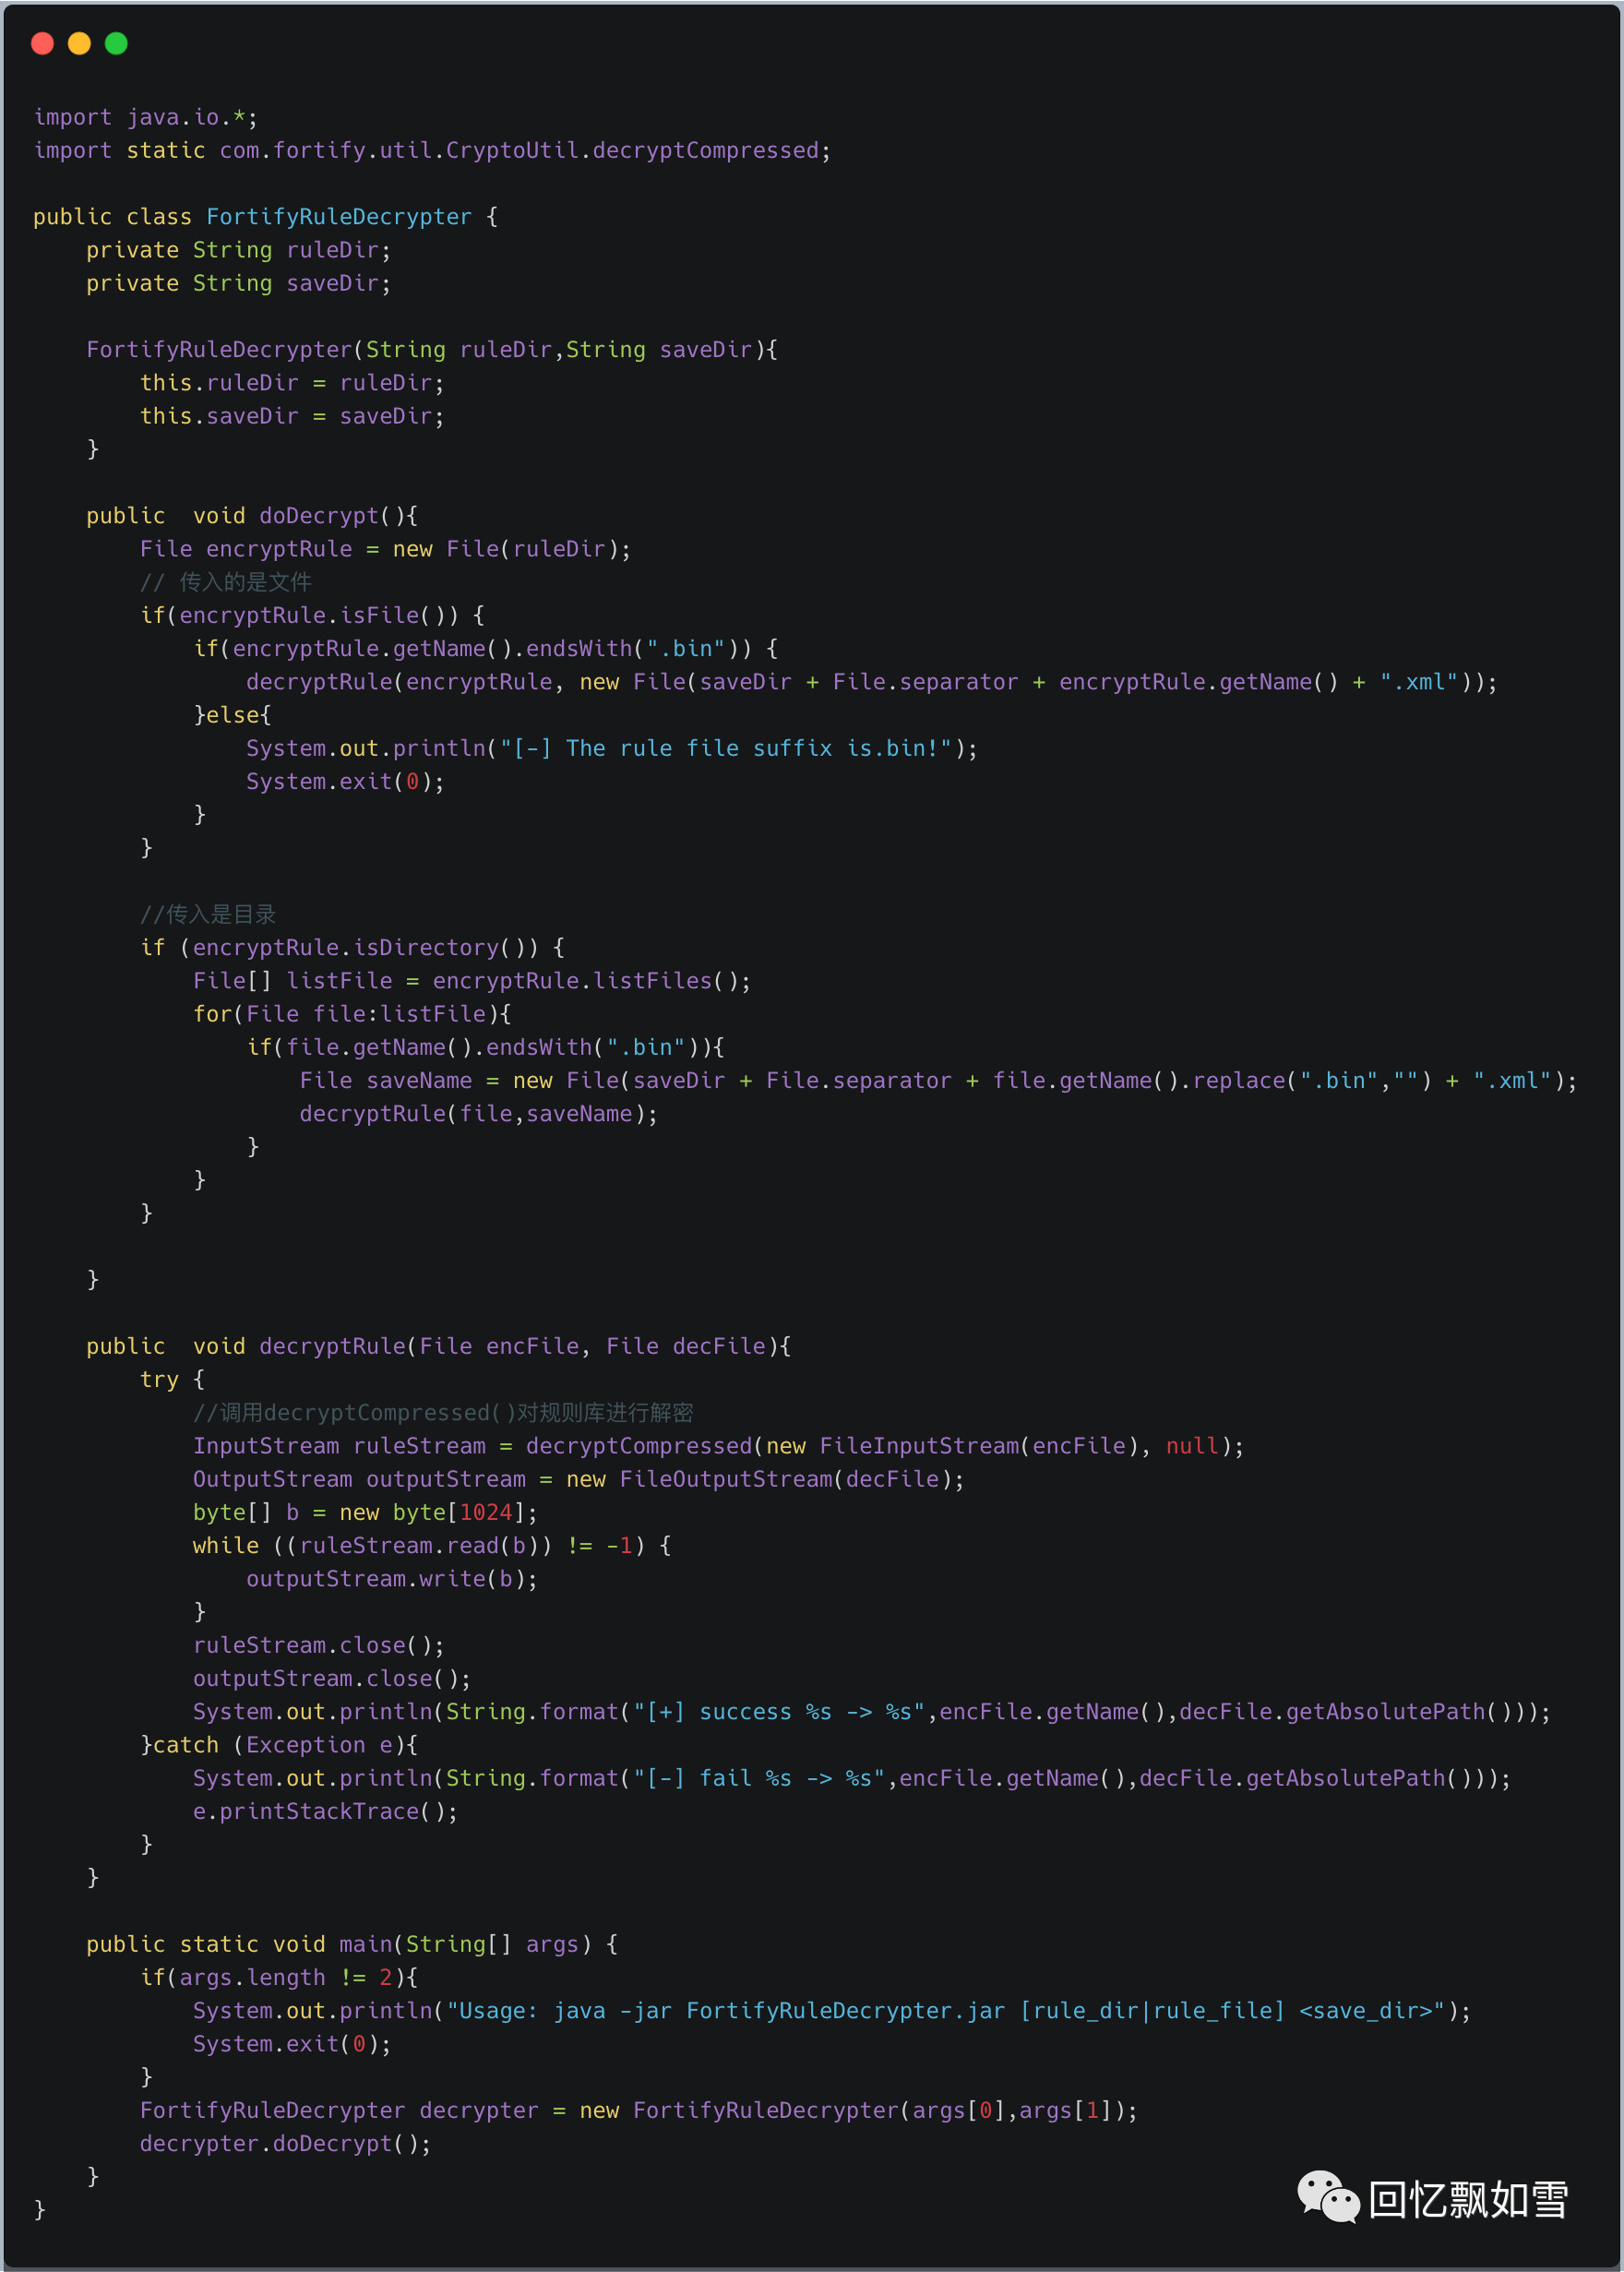 import java.io.*;
import static com.fortify.util.CryptoUtil.decryptCompressed;

public class FortifyRuleDecrypter {
    private String ruleDir;
    private String saveDir;

    FortifyRuleDecrypter(String ruleDir,String saveDir){
        this.ruleDir = ruleDir;
        this.saveDir = saveDir;
    }

    public  void doDecrypt(){
        File encryptRule = new File(ruleDir);
        // 传入的是文件
        if(encryptRule.isFile()) {
            if(encryptRule.getName().endsWith(".bin")) {
                decryptRule(encryptRule, new File(saveDir + File.separator + encryptRule.getName() + ".xml"));
            }else{
                System.out.println("[-] The rule file suffix is.bin!");
                System.exit(0);
            }
        }

        //传入是目录
        if (encryptRule.isDirectory()) {
            File[] listFile = encryptRule.listFiles();
            for(File file:listFile){
                if(file.getName().endsWith(".bin")){
                    File saveName = new File(saveDir + File.separator + file.getName().replace(".bin","") + ".xml");
                    decryptRule(file,saveName);
                }
            }
        }

    }

    public  void decryptRule(File encFile, File decFile){
        try {
            //调用decryptCompressed()对规则库进行解密
            InputStream ruleStream = decryptCompressed(new FileInputStream(encFile), null);
            OutputStream outputStream = new FileOutputStream(decFile);
            byte[] b = new byte[1024];
            while ((ruleStream.read(b)) != -1) {
                outputStream.write(b);
            }
            ruleStream.close();
            outputStream.close();
            System.out.println(String.format("[+] success %s -> %s",encFile.getName(),decFile.getAbsolutePath()));
        }catch (Exception e){
            System.out.println(String.format("[-] fail %s -> %s",encFile.getName(),decFile.getAbsolutePath()));
            e.printStackTrace();
        }
    }

    public static void main(String[] args) {
        if(args.length != 2){
            System.out.println("Usage: java -jar FortifyRuleDecrypter.jar [rule_dir|rule_file] <save_dir>");
            System.exit(0);
        }
        FortifyRuleDecrypter decrypter = new FortifyRuleDecrypter(args[0],args[1]);
        decrypter.doDecrypt();
    }
}
回忆飘如雪